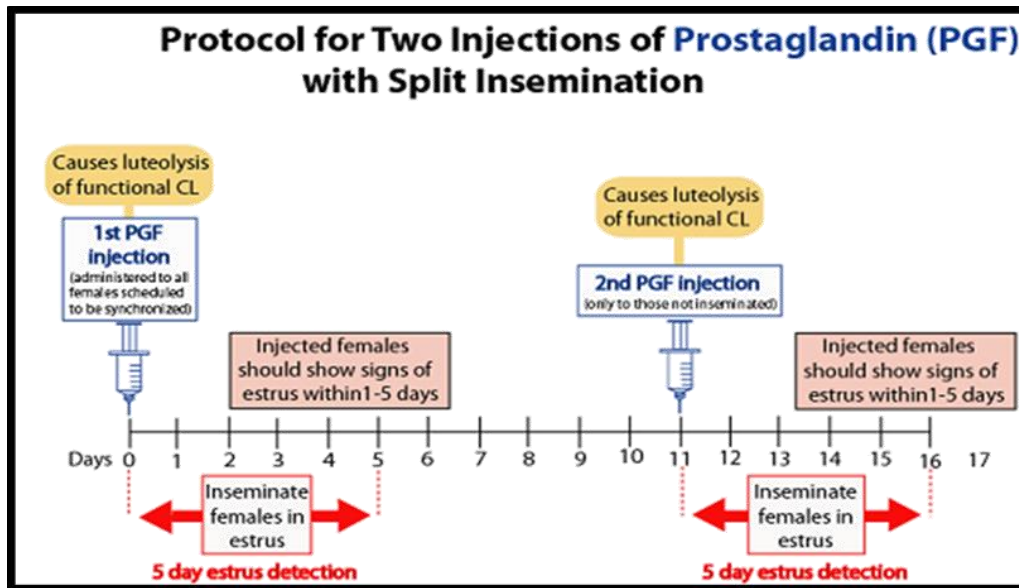 Protocol for Two Injections of Prostaglandin (PGF)
with Split Insemination
Causes luteolysis
of functional CL
1st PGF
injection
(administered to all
females scheduled
to be synchronized)
Injected females
should show signs of
estrus within1-5 days
Causes luteolysis
of functional CL
2nd PGF injection
(only to those not inseminated)
Injected females
should show signs of
estrus within1-5 days
Days 0 1 2 3 4 5 6 7 8 9 10 11 12 13 14 15 16 17
Inseminate
females in
estrus
5 day estrus detection
Inseminate
females in
estrus
5 day estrus detection